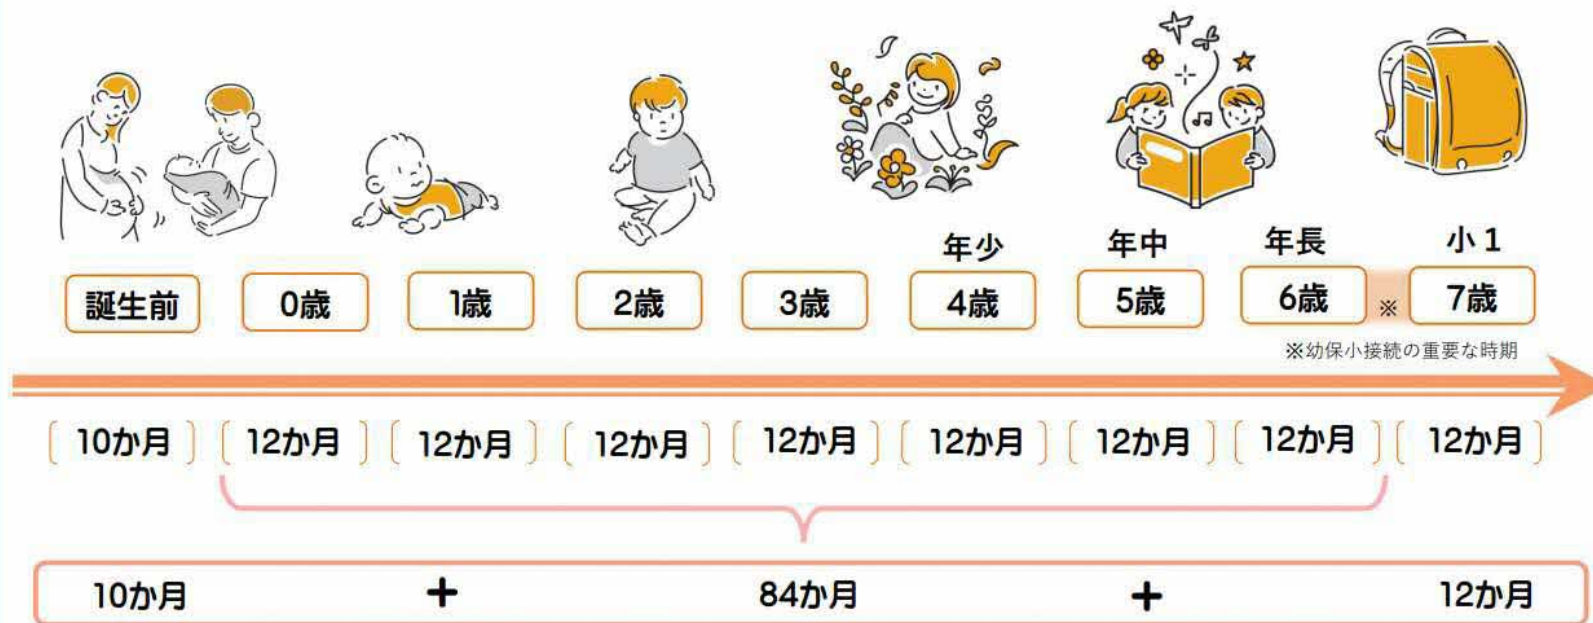 年少 年中 年長 小1
誕生前 0歳 1歳 2歳 3歳 4歳 5歳 6歳 ※ 7歳
※幼保小接続の重要な時期
10か月 12か月 12か月 12か月 12か月 12か月 12か月 12か月 12か月
10か月 + 84か月 + 12か月